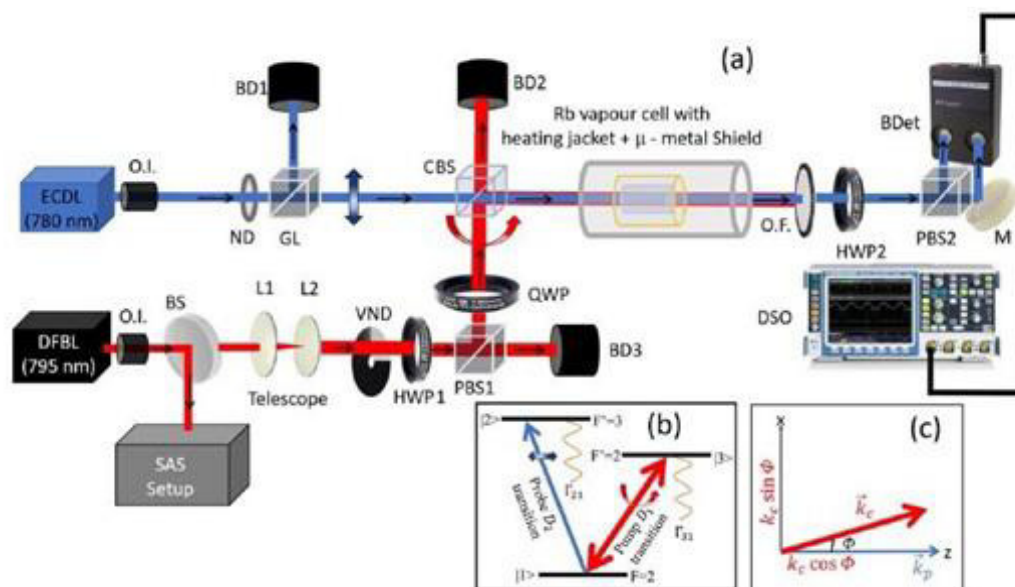 (a)
BD1
BD2
Rb vapour cell with
heating jacket + μ - metal Shield
BDet
O.I.
CBS
ECDL
(780 nm)
ND
GL
O.F.
HWP2
PBS2
M
QWP
DSO
BS
L1
L2
VND
O.I.
DFBL
(795 nm)
BD3
HWP1
PBS1
Telescope
SAS
Setup
(b)
|2>
F'=3
F'=2
|3>
Γ21
Γ31
Probe D2
transition
Pump D1
transition
|1>
F=2
(c)
x
kc sin Φ
kc
Φ
z
kc cos Φ
kp